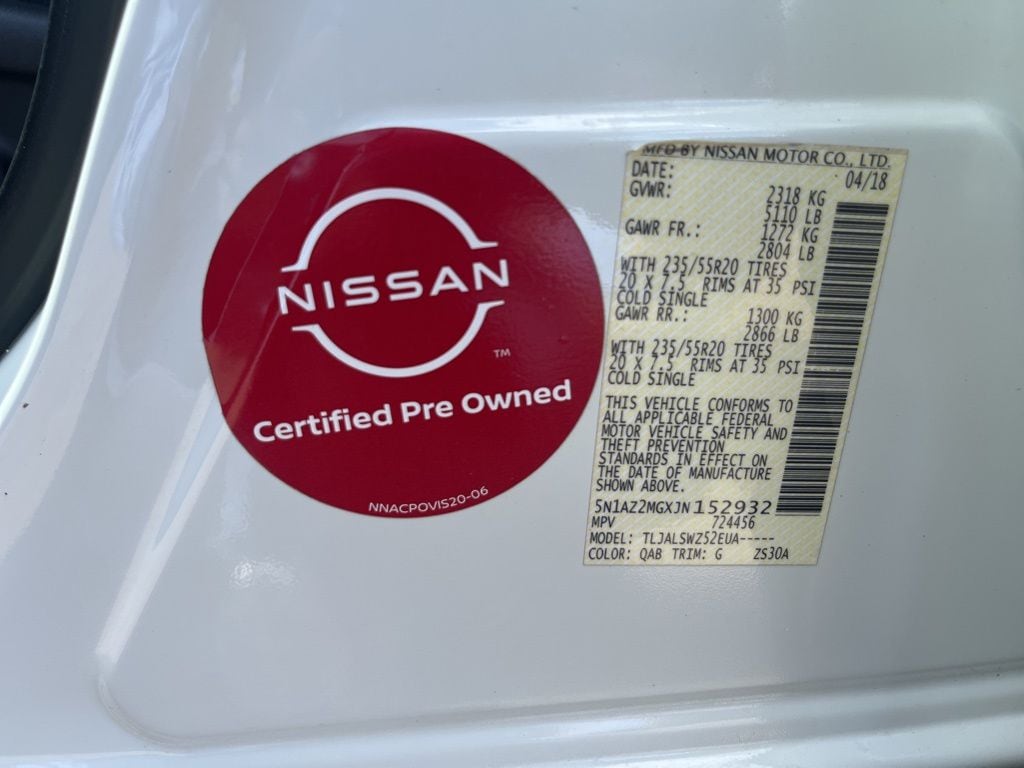 NISSAN
TM
Certified Pre Owned
NNACPOVIS20-06
MFD BY NISSAN MOTOR CO., LTD.
DATE: 04/18
GVWR: 2318 KG
5110 LB
GAWR FR.: 1272 KG
2804 LB
WITH 235/55R20 TIRES
20 X 7.5 RIMS AT 35 PSI
COLD SINGLE
GAWR RR.: 1300 KG
2866 LB
WITH 235/55R20 TIRES
20 X 7.5 RIMS AT 35 PSI
COLD SINGLE
THIS VEHICLE CONFORMS TO
ALL APPLICABLE FEDERAL
MOTOR VEHICLE SAFETY AND
THEFT PREVENTION
STANDARDS IN EFFECT ON
THE DATE OF MANUFACTURE
SHOWN ABOVE.
5N1AZ2MGXJN152932
MPV 724456
MODEL: TLJALSWZ52EUA-----
COLOR: QAB TRIM: G ZS30A